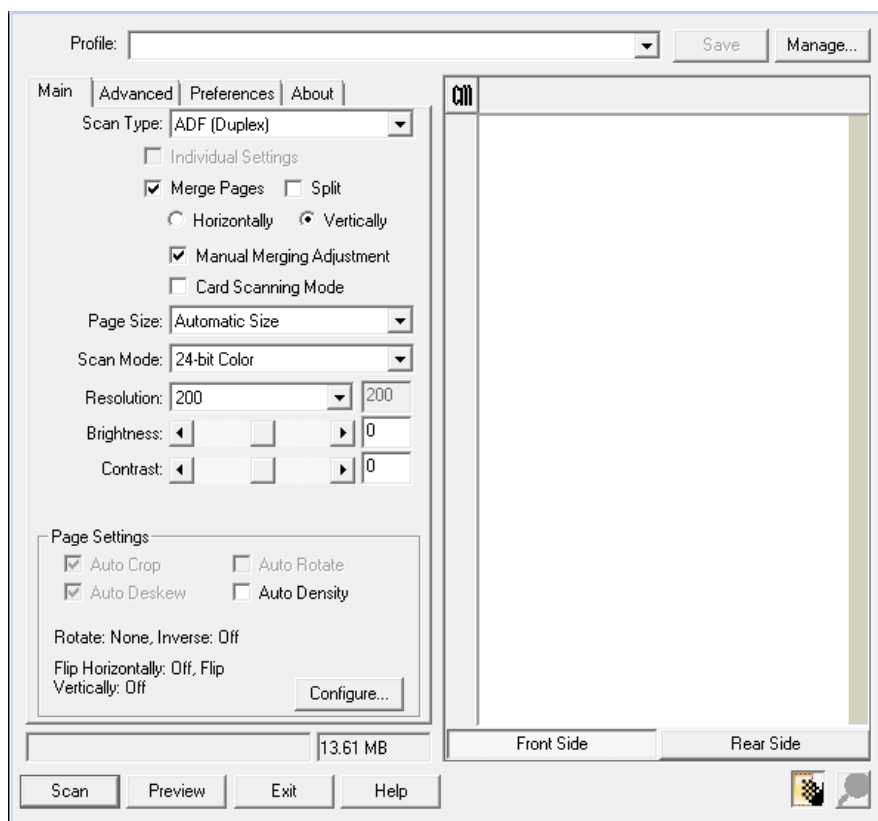 Profile: Save Manage...
Main Advanced Preferences About
Scan Type: ADF (Duplex)
Individual Settings
Merge Pages Split
Horizontally Vertically
Manual Merging Adjustment
Card Scanning Mode
Page Size: Automatic Size
Scan Mode: 24-bit Color
Resolution: 200 200
Brightness: 0
Contrast: 0
Page Settings
Auto Crop Auto Rotate
Auto Deskew Auto Density
Rotate: None, Inverse: Off
Flip Horizontally: Off, Flip
Vertically: Off
Configure...
13.61 MB
cm
Front Side Rear Side
Scan Preview Exit Help